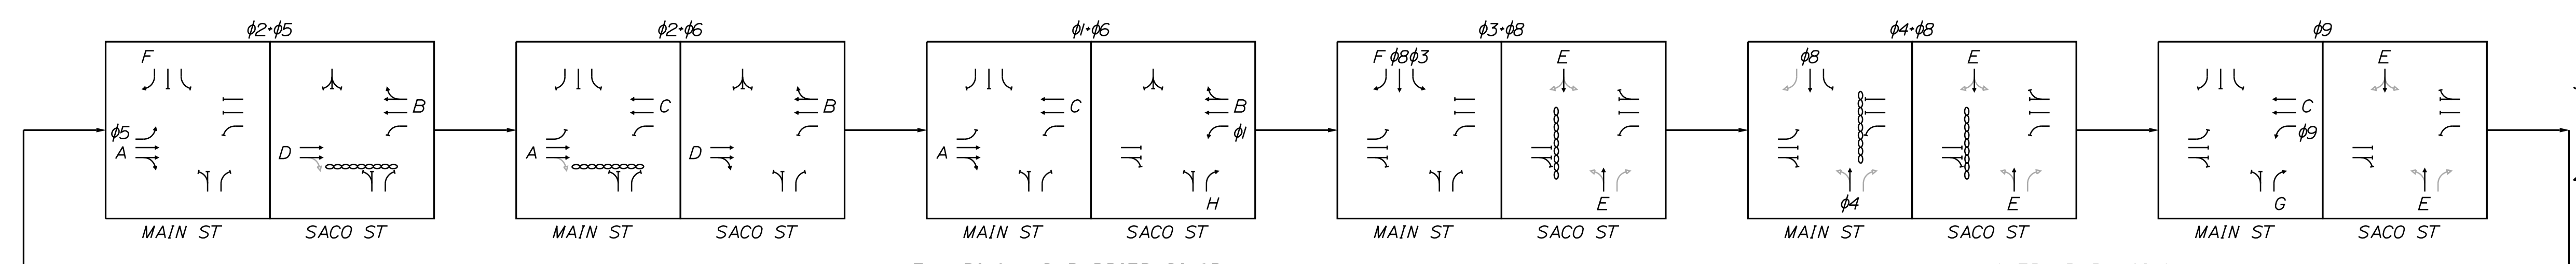 ϕ2+ϕ5
ϕ2+ϕ6
ϕ1+ϕ6
ϕ3+ϕ8
ϕ4+ϕ8
ϕ9
F
F ϕ8ϕ3
E
ϕ8
E
E
B
C
B
C
B
C
ϕ5
ϕ1
ϕ9
A
D
A
D
A
H
E
ϕ4
E
G
E
MAIN ST
SACO ST
MAIN ST
SACO ST
MAIN ST
SACO ST
MAIN ST
SACO ST
MAIN ST
SACO ST
MAIN ST
SACO ST